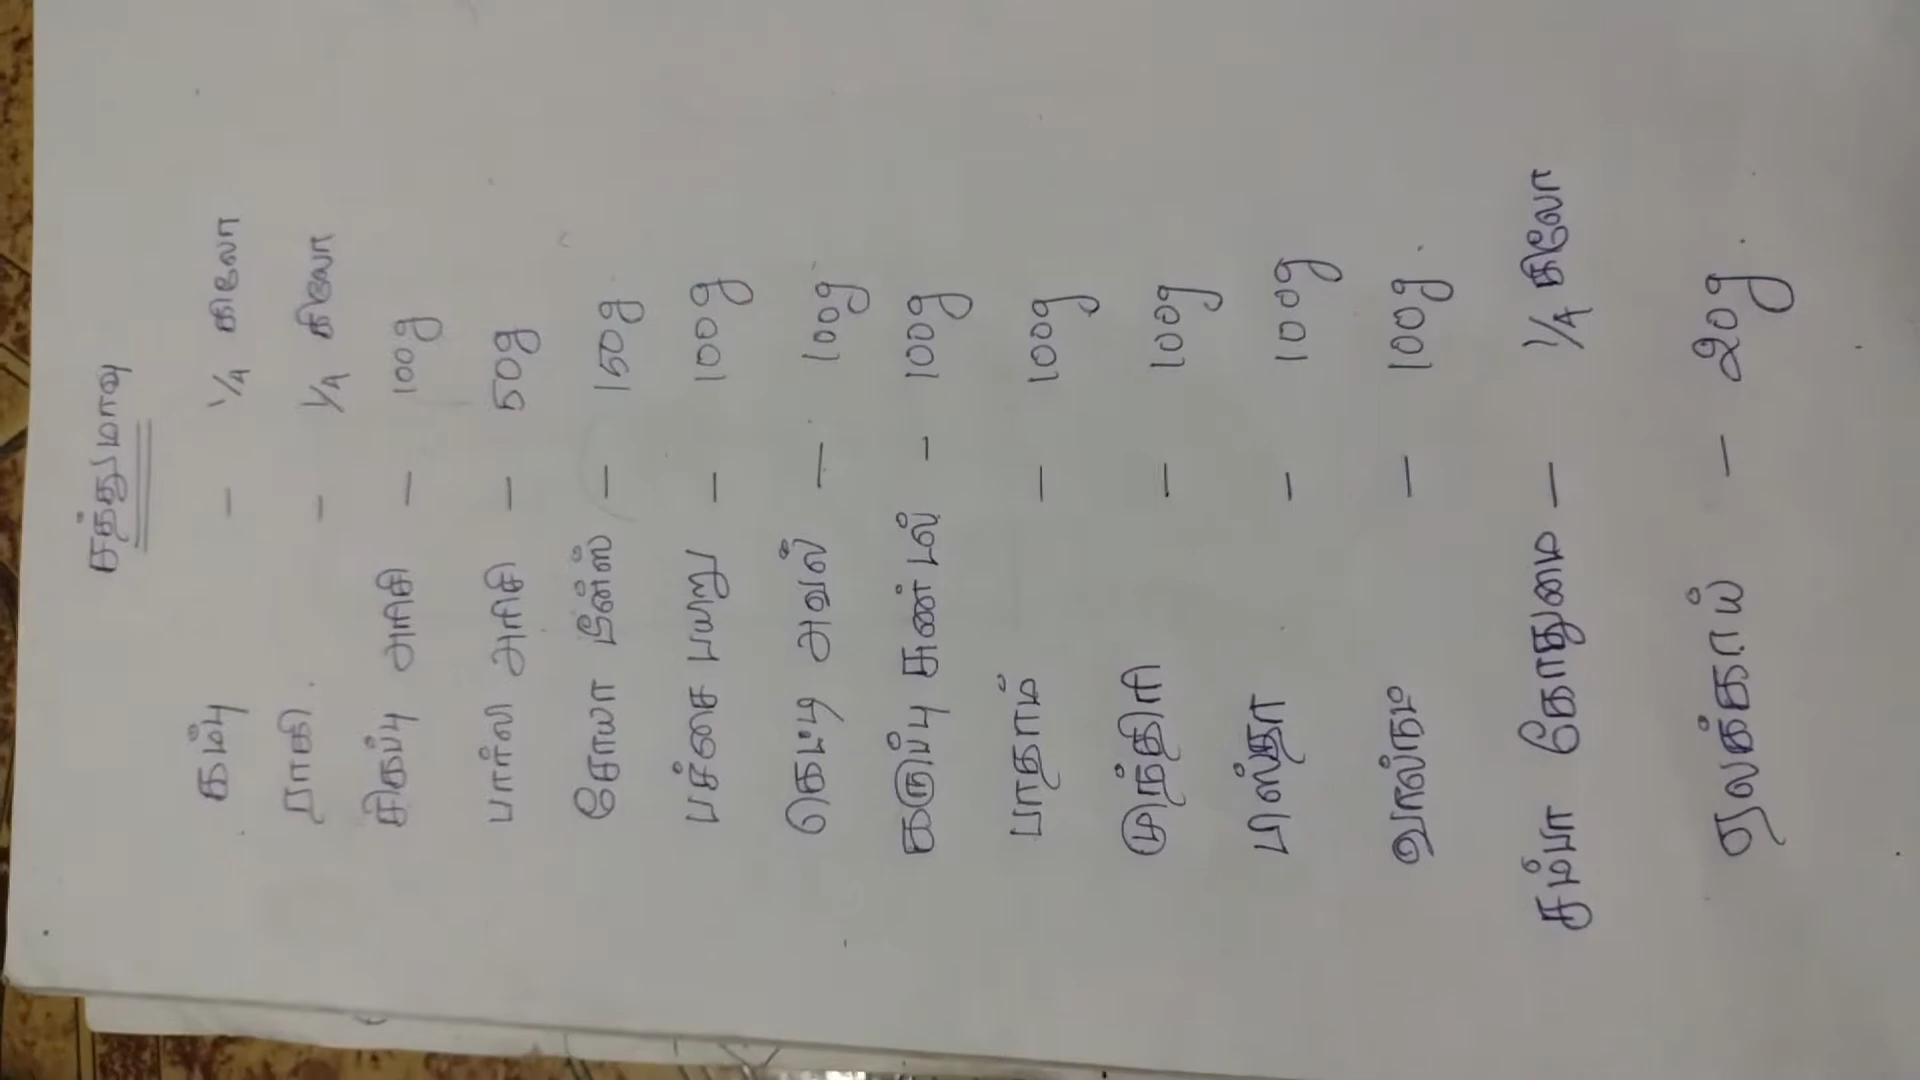 சத்துமாவு
கம்பு - 1/4 கிலோ
ராகி - 1/4 கிலோ
சிகப்பு அரிசி - 100g
பார்லி அரிசி - 50g
சோயா பீன்ஸ் - 150g
பச்சை பயறு - 100g
கெட்டி அவல் - 100g
கருப்பு சுண்டல் - 100g
பாதாம் - 100g
முந்திரி - 100g
பிஸ்தா - 100g
வால்நட் - 100g
சம்பா கோதுமை - 1/4 கிலோ
ஏலக்காய் - 20g